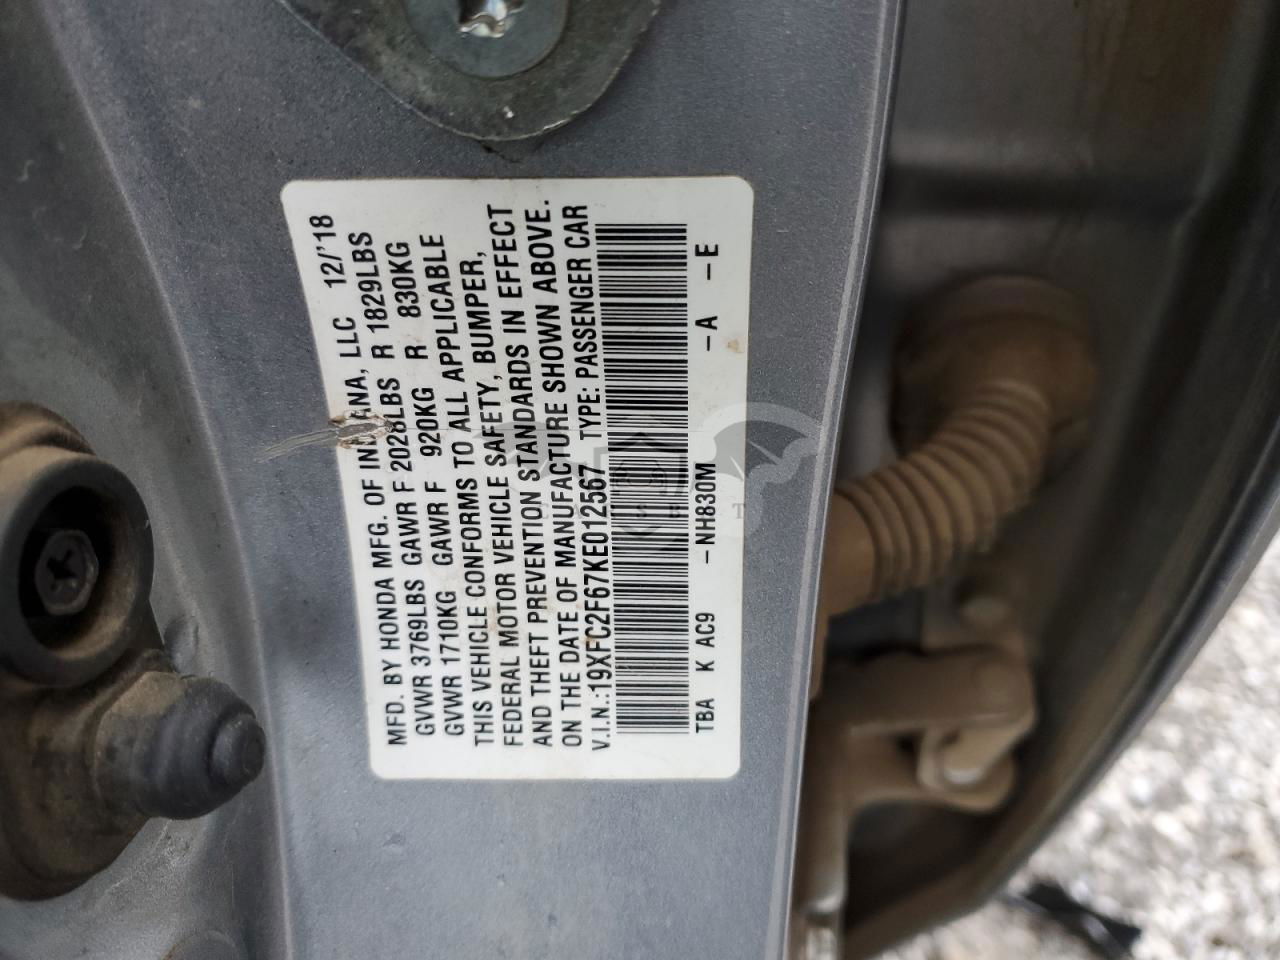 MFD. BY HONDA MFG. OF INDIANA, LLC 12/'18
GVWR 3769LBS GAWR F 2028LBS R 1829LBS
GVWR 1710KG GAWR F 920KG R 830KG
THIS VEHICLE CONFORMS TO ALL APPLICABLE
FEDERAL MOTOR VEHICLE SAFETY, BUMPER,
AND THEFT PREVENTION STANDARDS IN EFFECT
ON THE DATE OF MANUFACTURE SHOWN ABOVE.
V.I.N.:19XFC2F67KE012567 TYPE: PASSENGER CAR
TBA K AC9 -NH830M -A -E